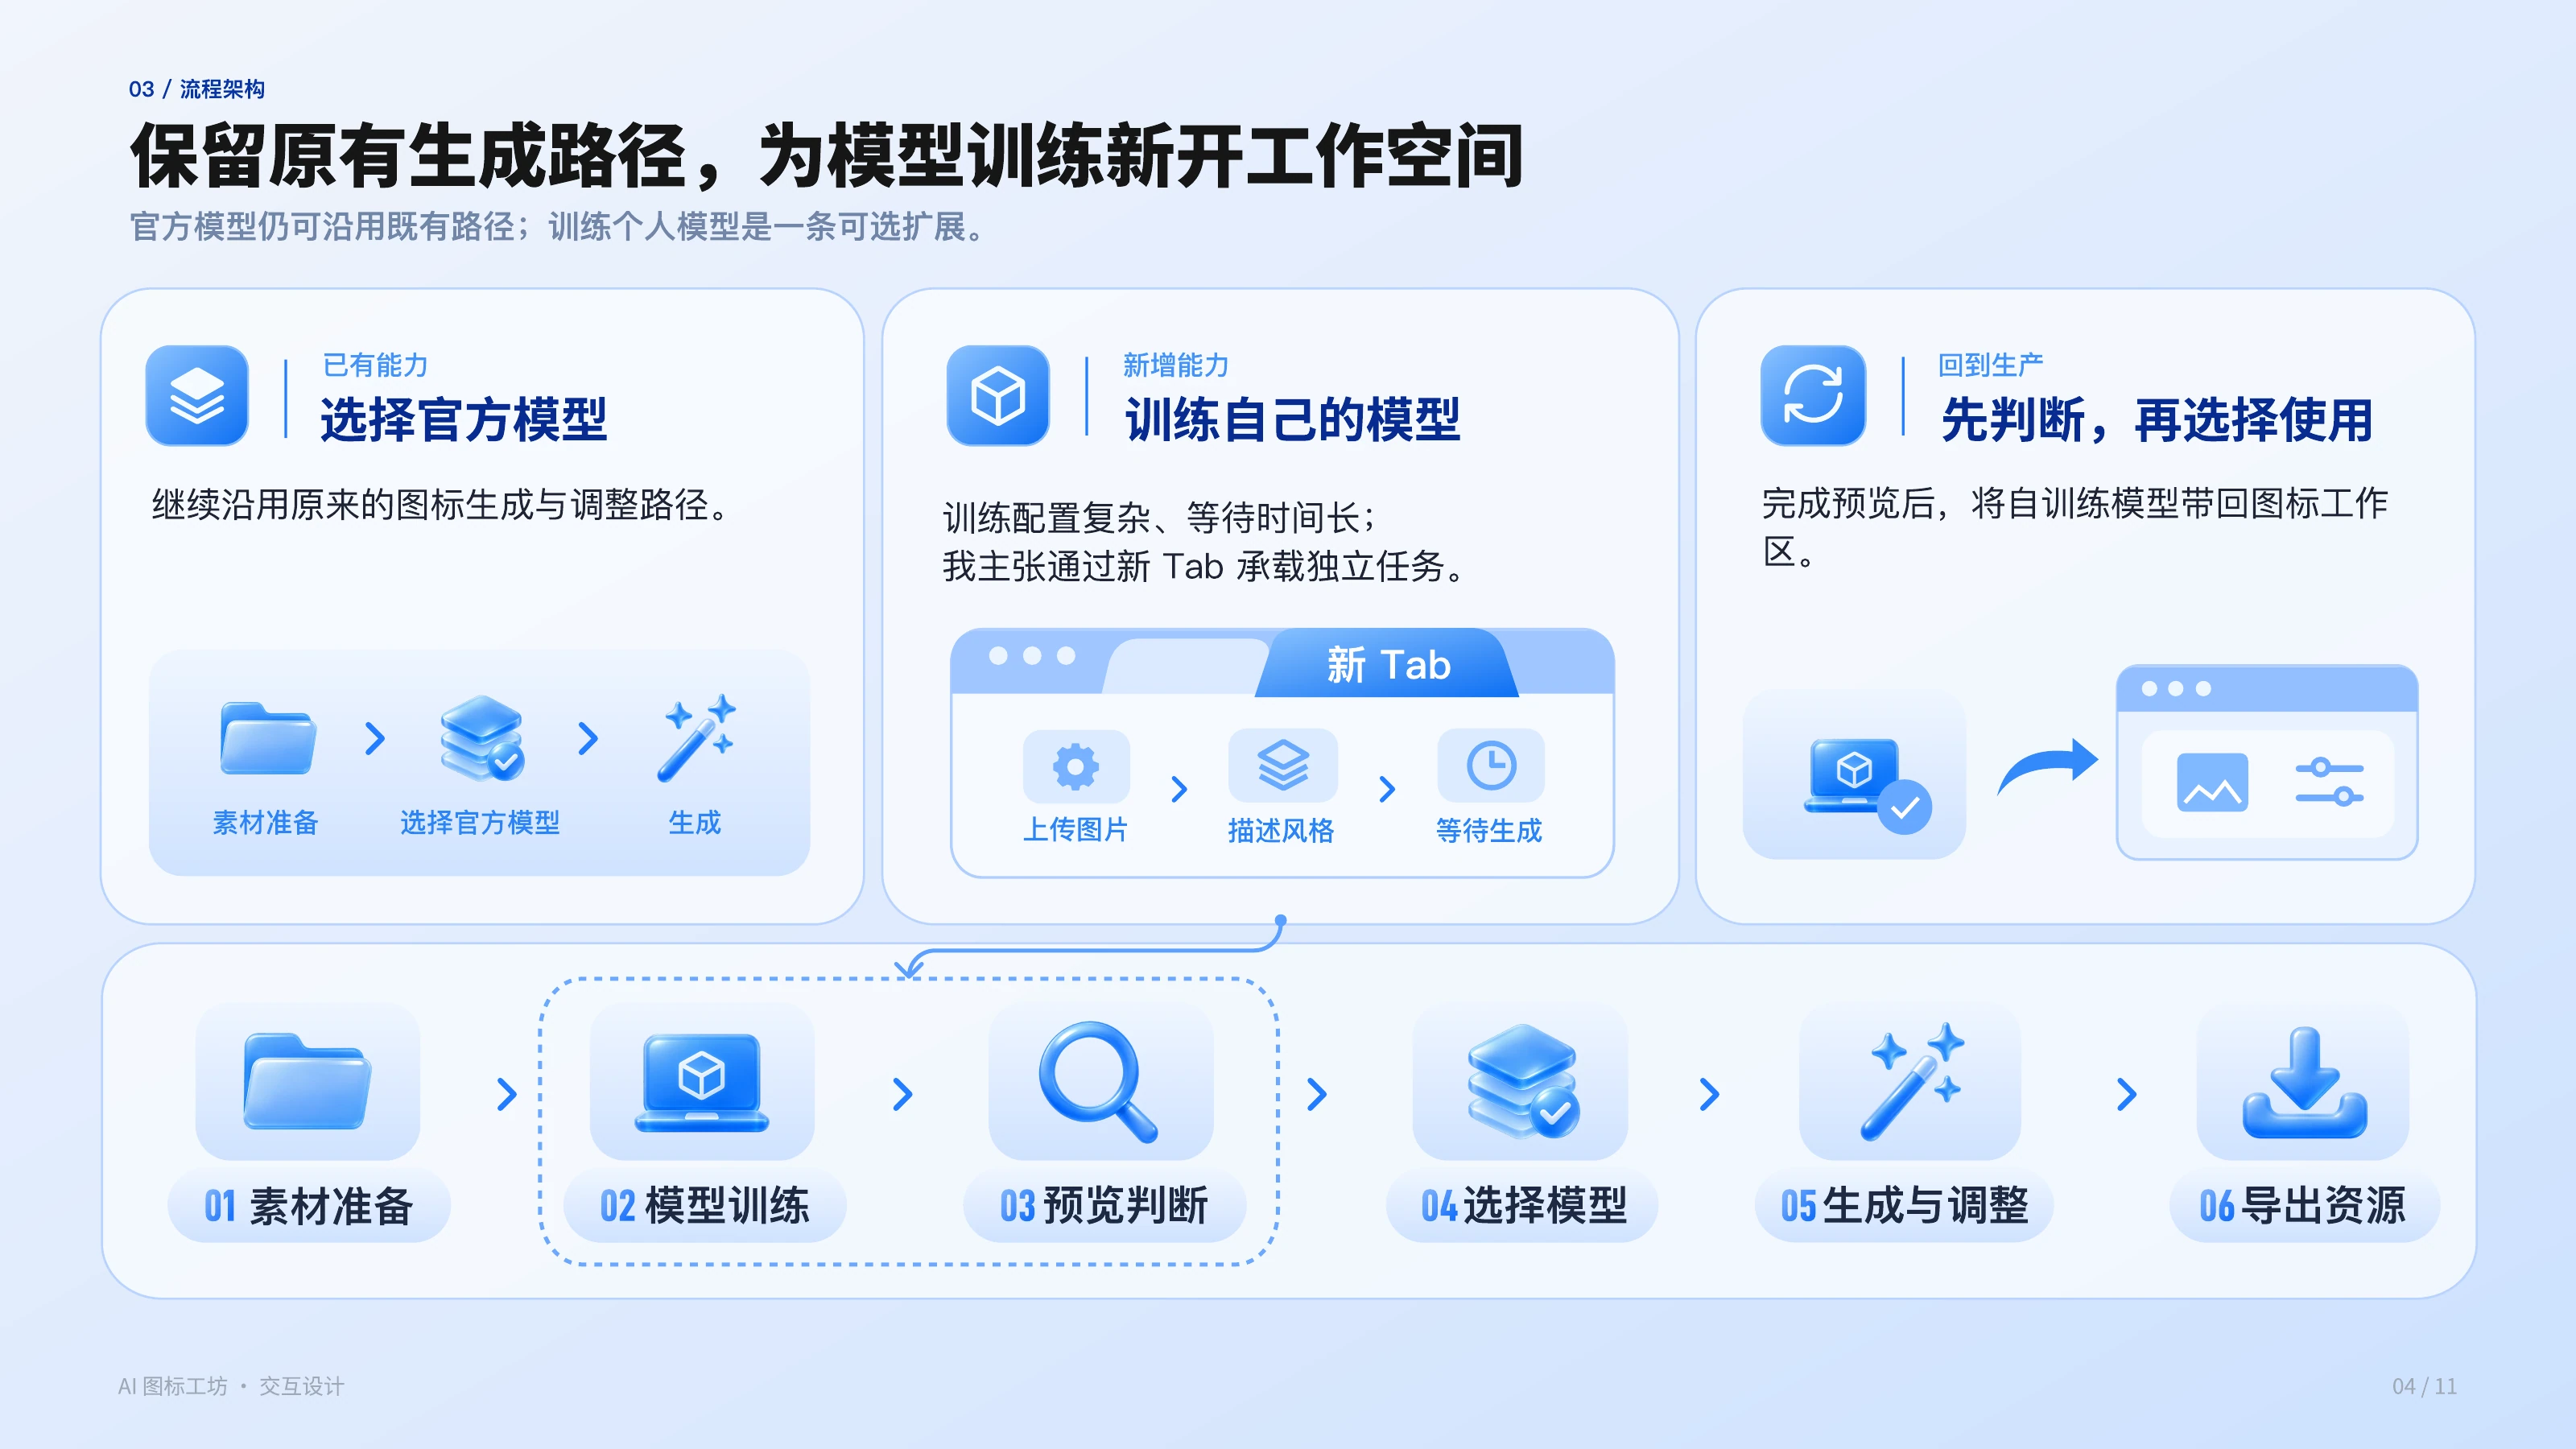 03 / 流程架构
保留原有生成路径，为模型训练新开工作空间
官方模型仍可沿用既有路径；训练个人模型是一条可选扩展。
已有能力
选择官方模型
继续沿用原来的图标生成与调整路径。
素材准备
选择官方模型
生成
新增能力
训练自己的模型
训练配置复杂、等待时间长；
我主张通过新 Tab 承载独立任务。
新 Tab
上传图片
描述风格
等待生成
回到生产
先判断，再选择使用
完成预览后，将自训练模型带回图标工作
区。
01 素材准备
02 模型训练
03 预览判断
04 选择模型
05 生成与调整
06 导出资源
AI 图标工坊 · 交互设计
04 / 11